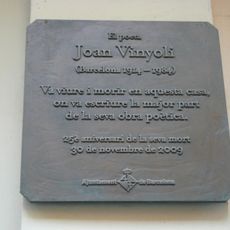 El poeta
Joan Vinyoli
(Barcelona 1914 – 1984)
Va viure i morir en aquesta casa,
on va escriure la major part
de la seva obra poètica.
25è aniversari de la seva mort
30 de novembre de 2009
Ajuntament de Barcelona